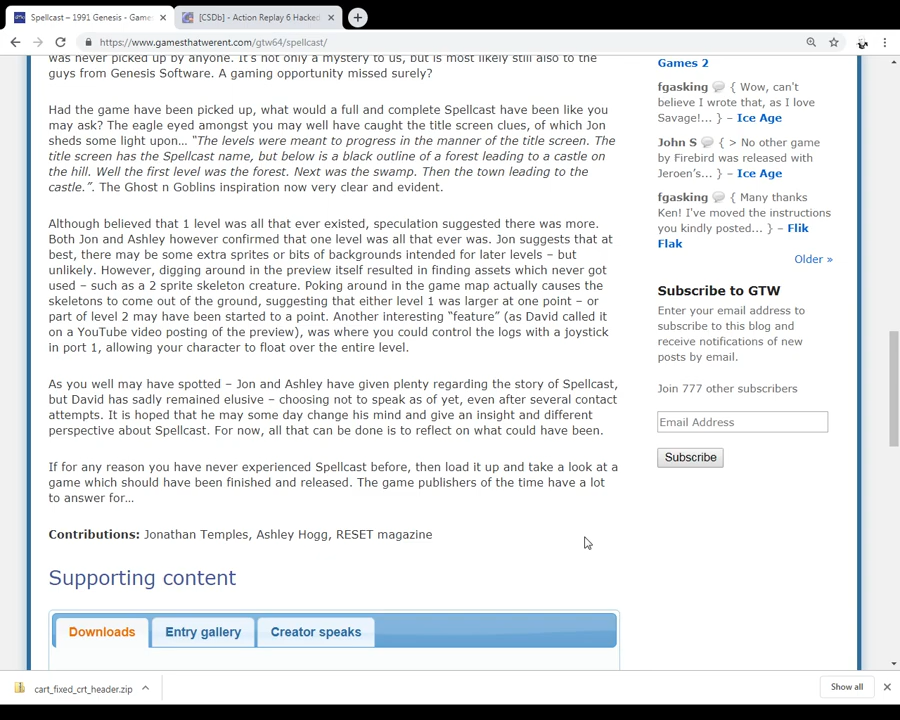 Spellcast – 1991 Genesis - Games
[CSDb] - Action Replay 6 Hacked
https://www.gamesthatwerent.com/gtw64/spellcast/
was never picked up by anyone. It's not only a mystery to us, but is most likely still also to the
guys from Genesis Software. A gaming opportunity missed surely?
Had the game have been picked up, what would a full and complete Spellcast have been like you
may ask? The eagle eyed amongst you may well have caught the title screen clues, of which Jon
sheds some light upon… “The levels were meant to progress in the manner of the title screen. The
title screen has the Spellcast name, but below is a black outline of a forest leading to a castle on
the hill. Well the first level was the forest. Next was the swamp. Then the town leading to the
castle.”. The Ghost n Goblins inspiration now very clear and evident.
Although believed that 1 level was all that ever existed, speculation suggested there was more.
Both Jon and Ashley however confirmed that one level was all that ever was. Jon suggests that at
best, there may be some extra sprites or bits of backgrounds intended for later levels – but
unlikely. However, digging around in the preview itself resulted in finding assets which never got
used – such as a 2 sprite skeleton creature. Poking around in the game map actually causes the
skeletons to come out of the ground, suggesting that either level 1 was larger at one point – or
part of level 2 may have been started to a point. Another interesting “feature” (as David called it
on a YouTube video posting of the preview), was where you could control the logs with a joystick
in port 1, allowing your character to float over the entire level.
As you well may have spotted – Jon and Ashley have given plenty regarding the story of Spellcast,
but David has sadly remained elusive – choosing not to speak as of yet, even after several contact
attempts. It is hoped that he may some day change his mind and give an insight and different
perspective about Spellcast. For now, all that can be done is to reflect on what could have been.
If for any reason you have never experienced Spellcast before, then load it up and take a look at a
game which should have been finished and released. The game publishers of the time have a lot
to answer for…
Contributions: Jonathan Temples, Ashley Hogg, RESET magazine
Supporting content
Downloads
Entry gallery
Creator speaks
Games 2
fgasking { Wow, can't
believe I wrote that, as I love
Savage!... } – Ice Age
John S { > No other game
by Firebird was released with
Jeroen’s... } – Ice Age
fgasking { Many thanks
Ken! I've moved the instructions
you kindly posted... } – Flik
Flak
Older »
Subscribe to GTW
Enter your email address to
subscribe to this blog and
receive notifications of new
posts by email.
Join 777 other subscribers
Email Address
Subscribe
cart_fixed_crt_header.zip
Show all